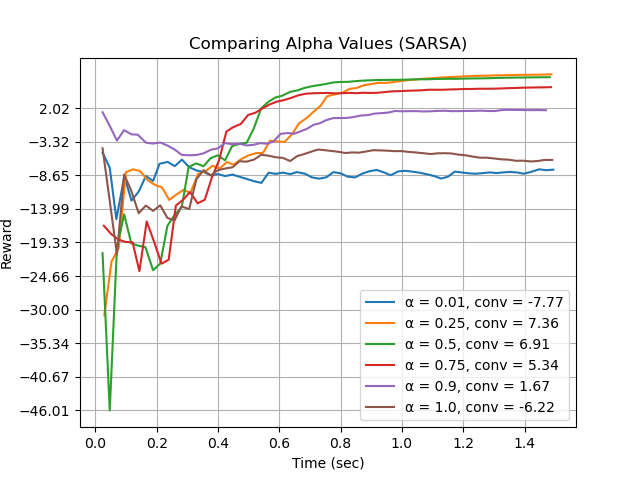 Comparing Alpha Values (SARSA)
2.02
−3.32
−8.65
−13.99
−19.33
−24.66
−30.00
−35.34
−40.67
−46.01
Reward
α = 0.01, conv = -7.77
α = 0.25, conv = 7.36
α = 0.5, conv = 6.91
α = 0.75, conv = 5.34
α = 0.9, conv = 1.67
α = 1.0, conv = -6.22
0.0 0.2 0.4 0.6 0.8 1.0 1.2 1.4
Time (sec)